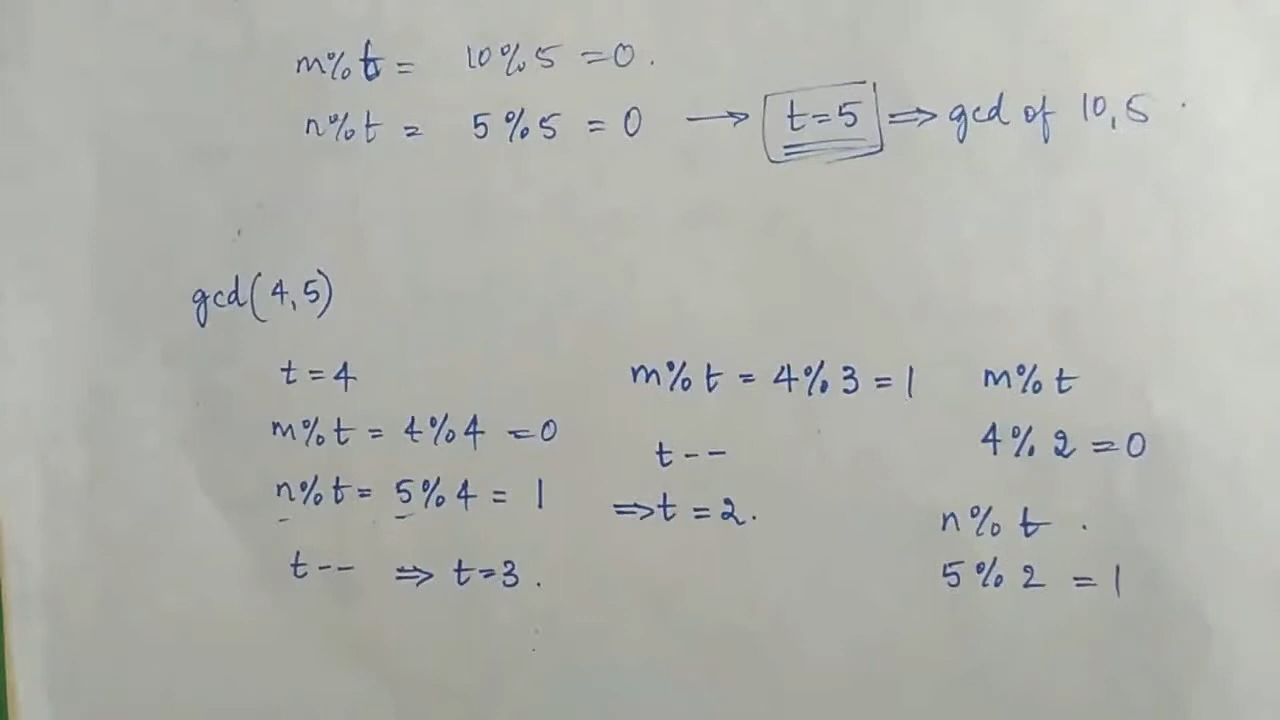 m%t = 10%5 = 0.
n%t = 5%5 = 0 → t=5 ⇒ gcd of 10,5
gcd(4,5)
t=4
m%t = 4%4 = 0
n%t = 5%4 = 1
t-- ⇒ t=3.
m%t = 4%3 = 1
t--
⇒t=2.
m%t
4%2=0
n%t.
5%2 = 1